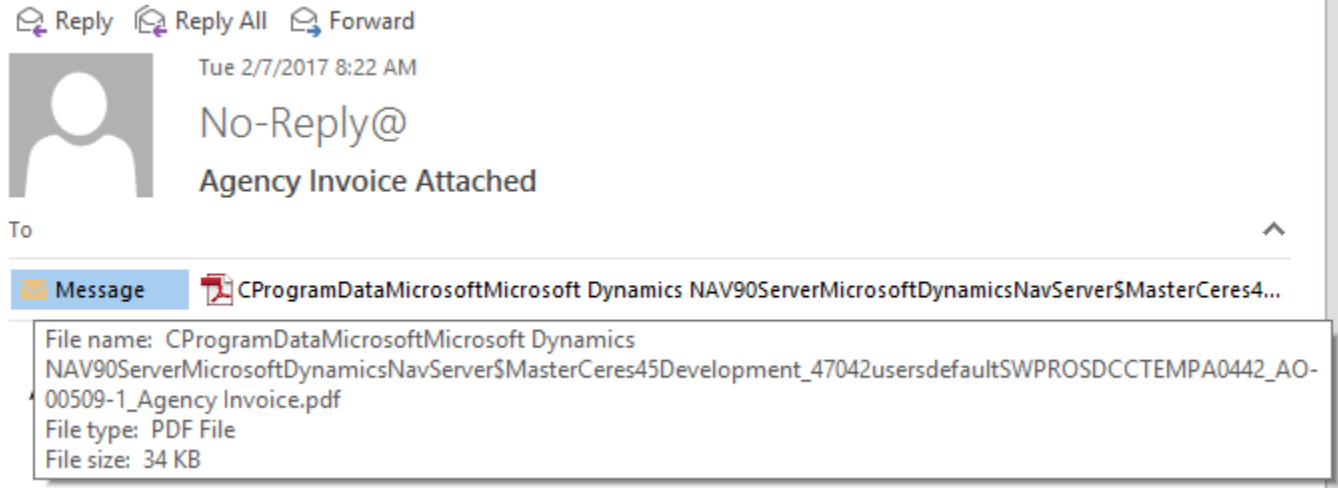 Reply Reply All Forward
Tue 2/7/2017 8:22 AM
No-Reply@
Agency Invoice Attached
To
Message CProgramDataMicrosoftMicrosoft Dynamics NAV90ServerMicrosoftDynamicsNavServer$MasterCeres4...
File name: CProgramDataMicrosoftMicrosoft Dynamics
NAV90ServerMicrosoftDynamicsNavServer$MasterCeres45Development_47042usersdefaultSWPROSDCCTEMPA0442_AO-
00509-1_Agency Invoice.pdf
File type: PDF File
File size: 34 KB